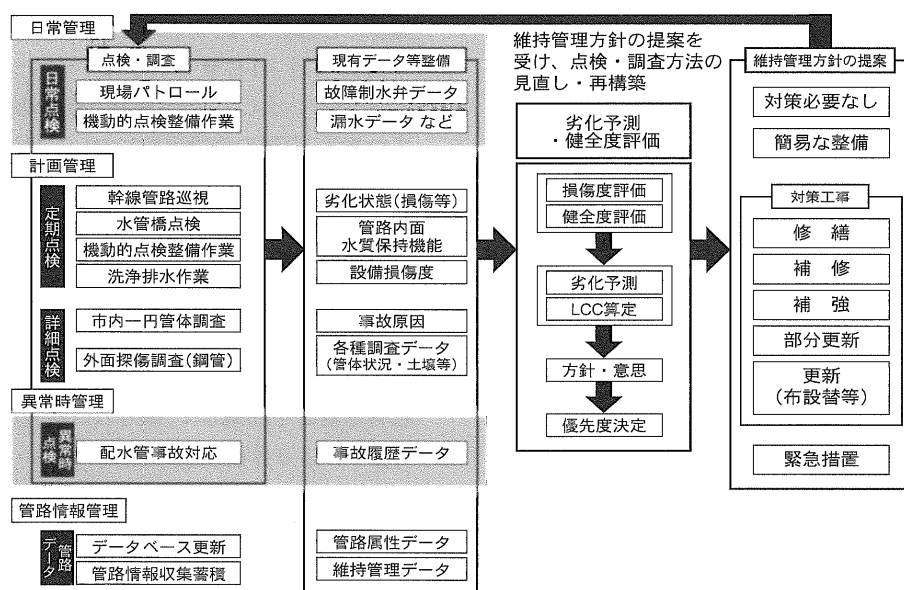 日常管理
点検・調査
日常点検
現場パトロール
機動的点検整備作業
計画管理
定期点検
幹線管路巡視
水管橋点検
機動的点検整備作業
洗浄排水作業
詳細点検
市内一円管体調査
外面探傷調査(鋼管)
異常時管理
異常時
点検
配水管事故対応
管路情報管理
管路
データ
データベース更新
管路情報収集蓄積
現有データ等整備
故障制水弁データ
漏水データ など
劣化状態(損傷等)
管路内面
水質保持機能
設備損傷度
事故原因
各種調査データ
(管体状況・土壌等)
事故履歴データ
管路属性データ
維持管理データ
維持管理方針の提案を
受け、点検・調査方法の
見直し・再構築
劣化予測
・健全度評価
損傷度評価
健全度評価
劣化予測
LCC算定
方針・意思
優先度決定
維持管理方針の提案
対策必要なし
簡易な整備
対策工事
修 繕
補 修
補 強
部分更新
更新
(布設替等)
緊急措置